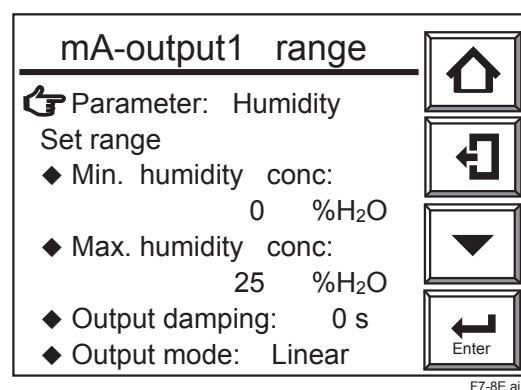 mA-output1 range
Parameter: Humidity
Set range
◆ Min. humidity conc:
0 %H₂O
◆ Max. humidity conc:
25 %H₂O
◆ Output damping: 0 s
◆ Output mode: Linear
Enter
F7-8E.ai